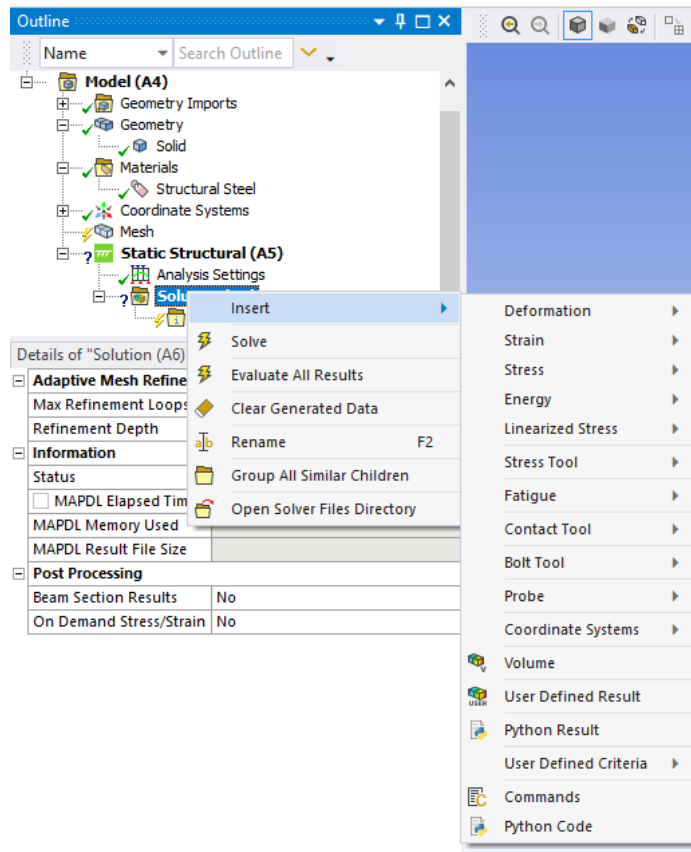 Outline
Name
Search Outline
Model (A4)
Geometry Imports
Geometry
Solid
Materials
Structural Steel
Coordinate Systems
Mesh
Static Structural (A5)
Analysis Settings
Details of "Solution (A6)
Adaptive Mesh Refine
Max Refinement Loops
Refinement Depth
Information
Status
MAPDL Elapsed Tim
MAPDL Memory Used
MAPDL Result File Size
Post Processing
Beam Section Results No
On Demand Stress/Strain No
Insert
Solve
Evaluate All Results
Clear Generated Data
Rename F2
Group All Similar Children
Open Solver Files Directory
Deformation
Strain
Stress
Energy
Linearized Stress
Stress Tool
Fatigue
Contact Tool
Bolt Tool
Probe
Coordinate Systems
Volume
User Defined Result
Python Result
User Defined Criteria
Commands
Python Code